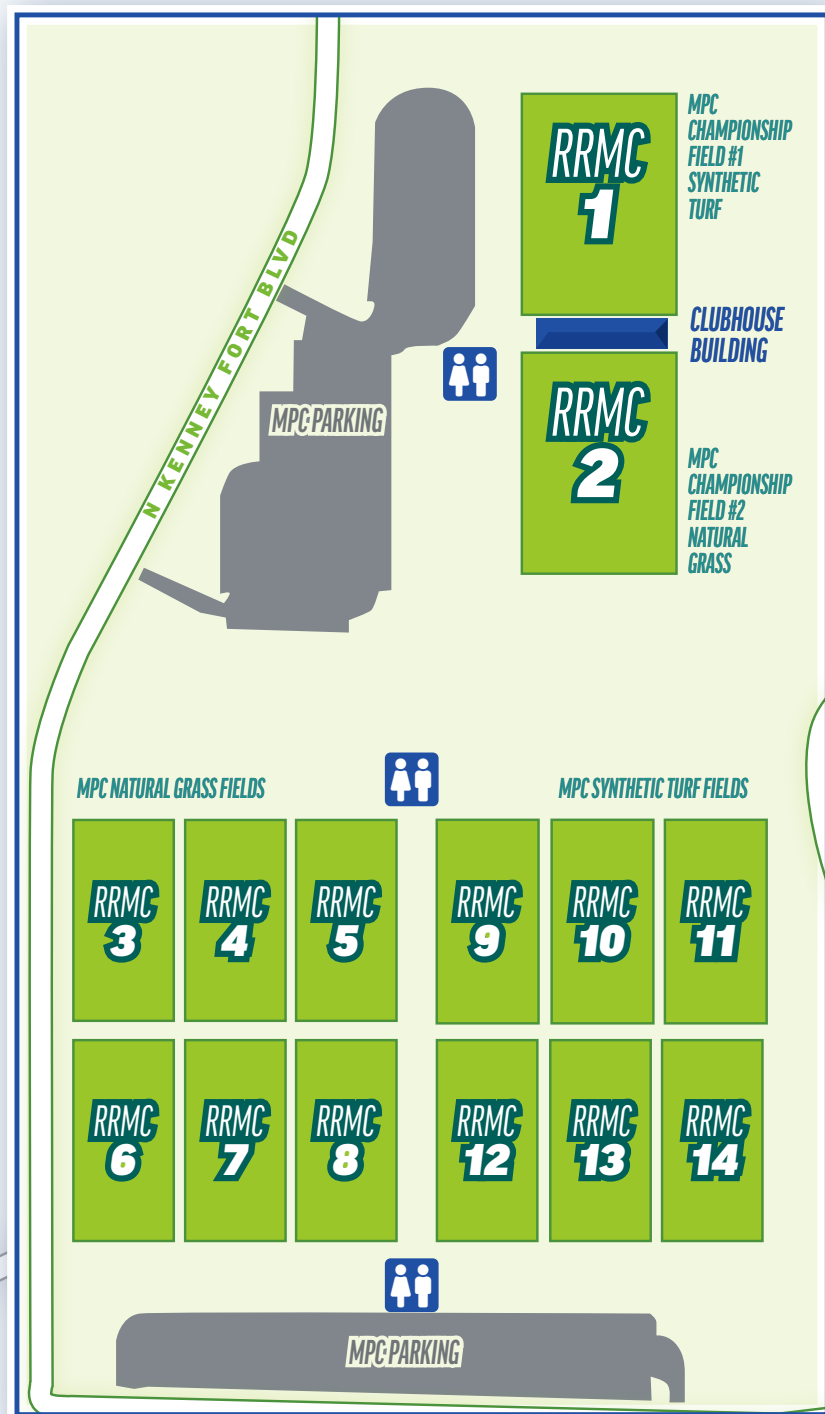 RRMC
1
MPC
CHAMPIONSHIP
FIELD #1
SYNTHETIC
TURF
N KENNEY FORT BLVD
CLUBHOUSE
BUILDING
MPC PARKING
RRMC
2
MPC
CHAMPIONSHIP
FIELD #2
NATURAL
GRASS
MPC NATURAL GRASS FIELDS
MPC SYNTHETIC TURF FIELDS
RRMC
3
RRMC
4
RRMC
5
RRMC
9
RRMC
10
RRMC
11
RRMC
6
RRMC
7
RRMC
8
RRMC
12
RRMC
13
RRMC
14
MPC PARKING